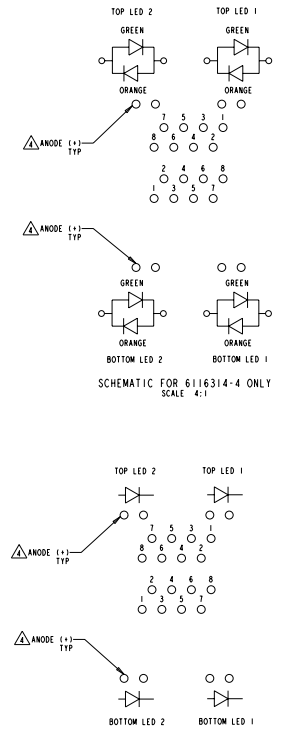 TOP LED 2 TOP LED 1
GREEN GREEN
ORANGE ORANGE
7 5 3 1
4 ANODE (+)
TYP
8 6 4 2
2 4 6 8
1 3 5 7
4 ANODE (+)
TYP
GREEN GREEN
ORANGE ORANGE
BOTTOM LED 2 BOTTOM LED 1
SCHEMATIC FOR 6116314-4 ONLY
SCALE 4:1
TOP LED 2 TOP LED 1
7 5 3 1
4 ANODE (+)
TYP
8 6 4 2
2 4 6 8
1 3 5 7
4 ANODE (+)
TYP
BOTTOM LED 2 BOTTOM LED 1